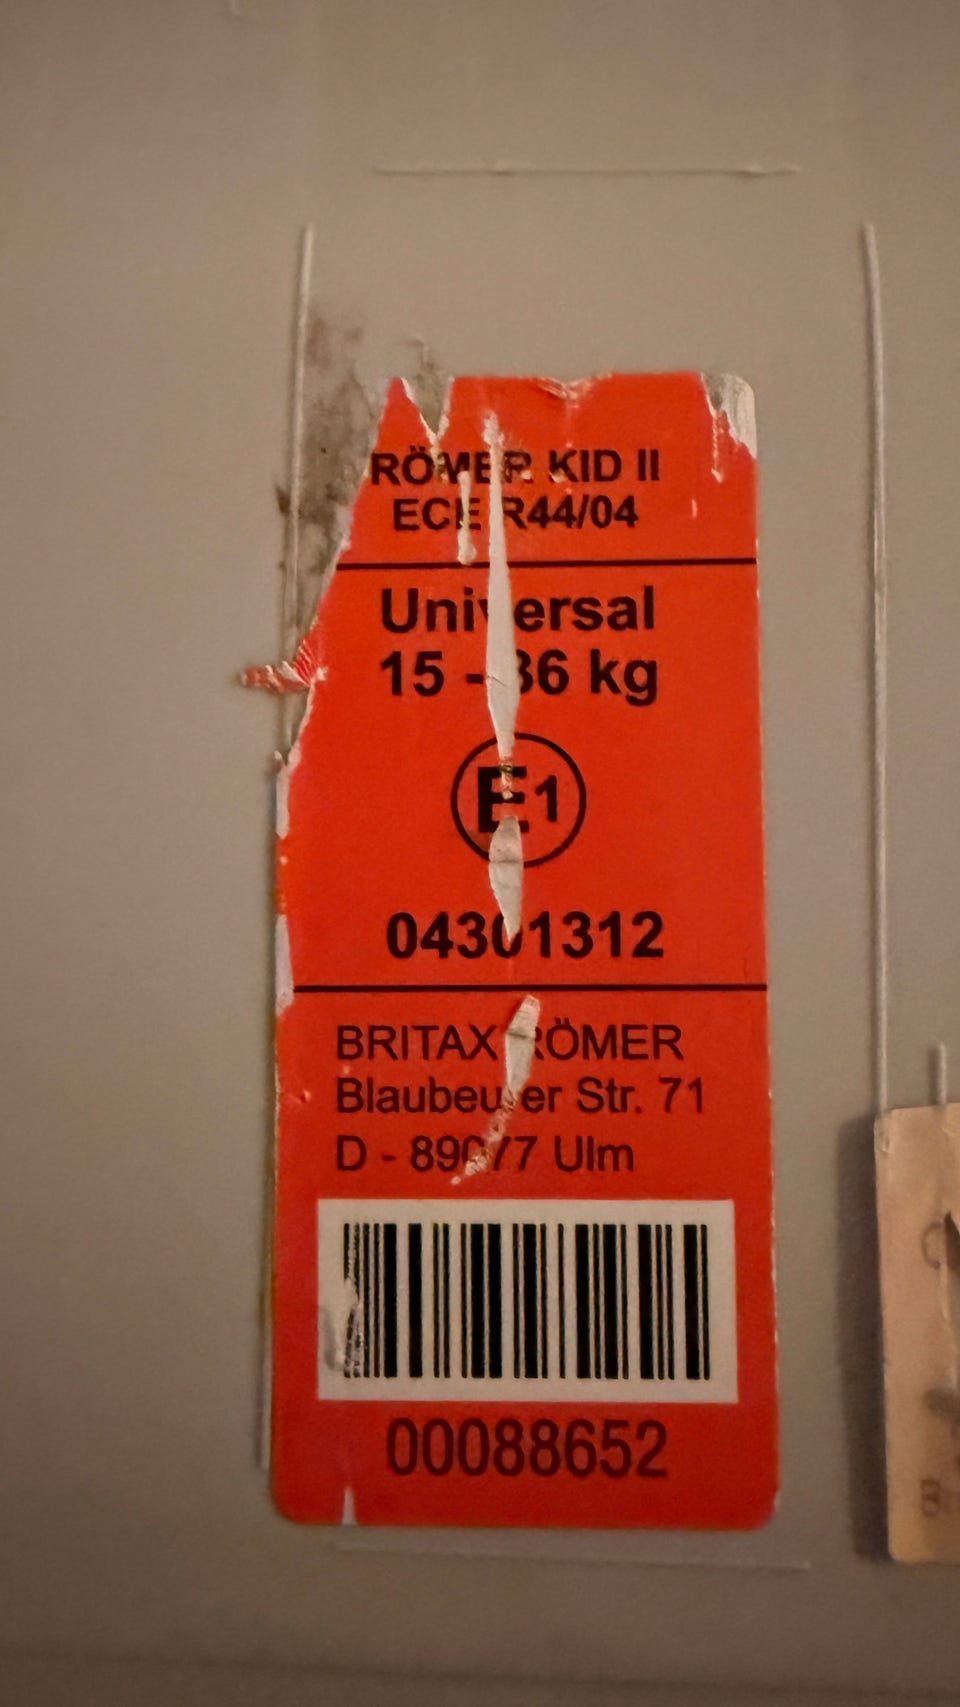 RÖMER KID II
ECE R44/04
Universal
15 - 36 kg
E1
04301312
BRITAX RÖMER
Blaubeurer Str. 71
D - 89077 Ulm
00088652